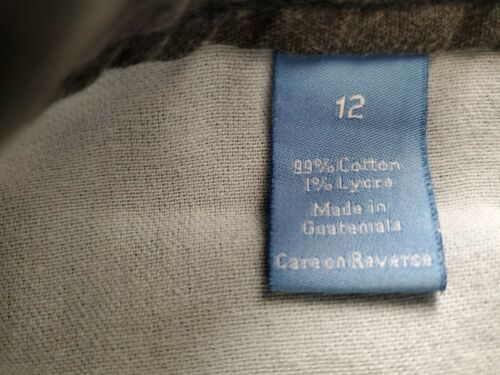 12
99% Cotton
1% Lycra
Made in
Guatemala
Care on Reverse